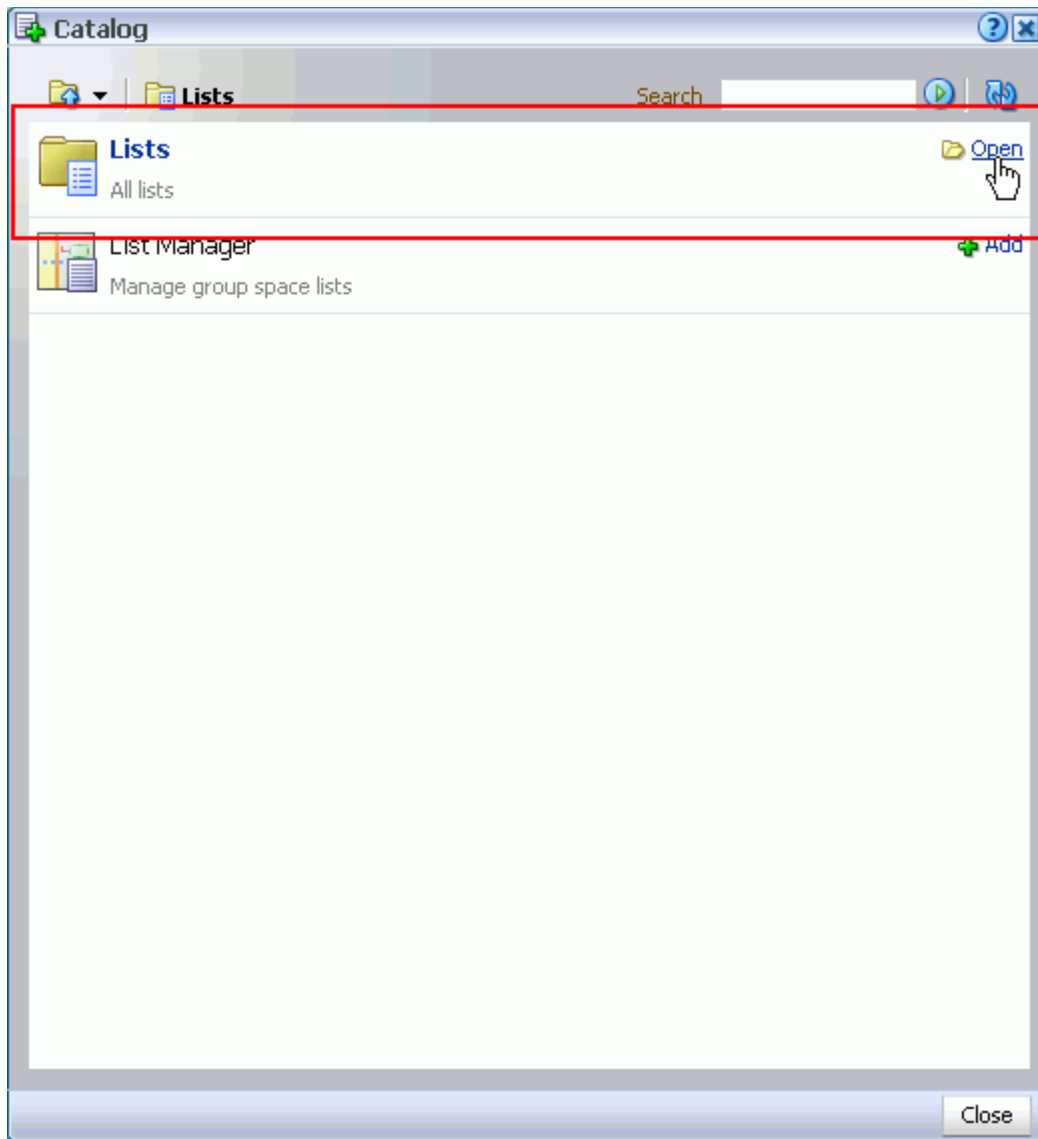 Catalog
Lists Search
Lists Open
All lists
List Manager Add
Manage group space lists
Close